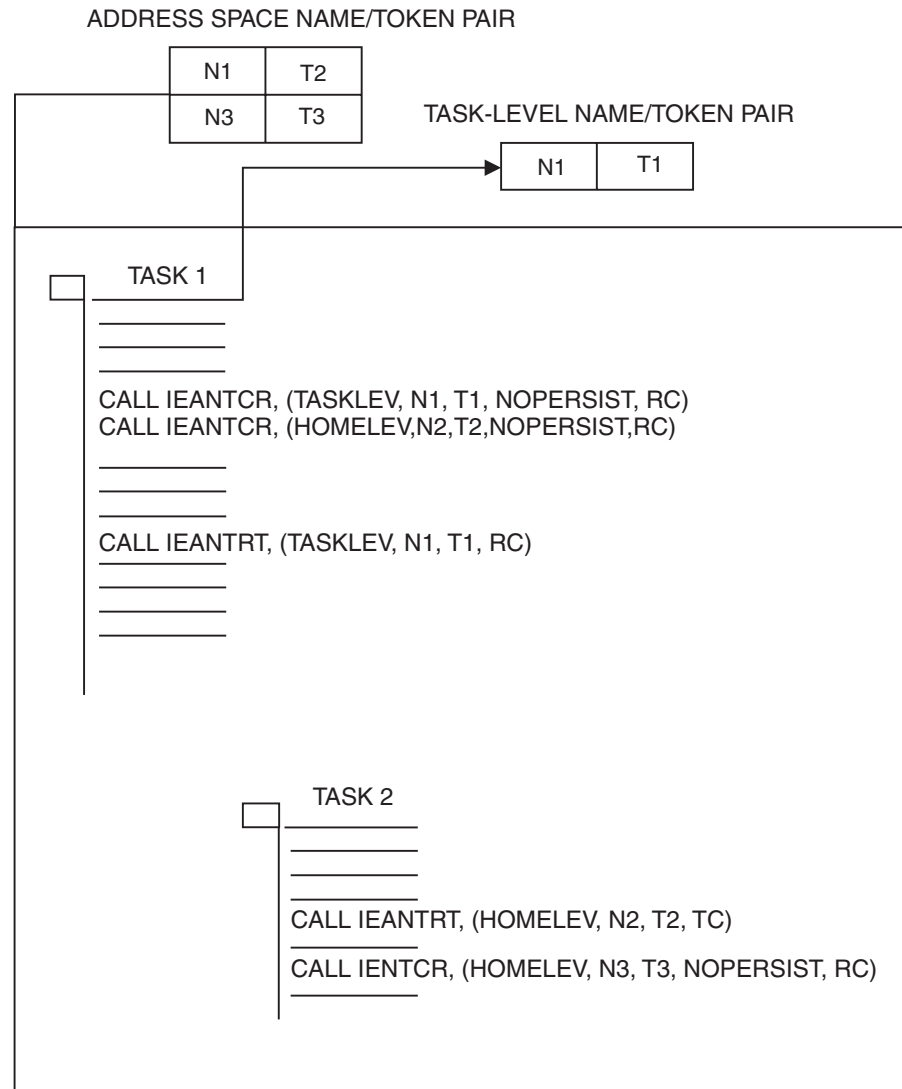 ADDRESS SPACE NAME/TOKEN PAIR
N1 T2
N3 T3
TASK-LEVEL NAME/TOKEN PAIR
N1 T1
TASK 1
CALL IEANTCR, (TASKLEV, N1, T1, NOPERSIST, RC)
CALL IEANTCR, (HOMELEV,N2,T2,NOPERSIST,RC)
CALL IEANTRT, (TASKLEV, N1, T1, RC)
TASK 2
CALL IEANTRT, (HOMELEV, N2, T2, TC)
CALL IENTCR, (HOMELEV, N3, T3, NOPERSIST, RC)